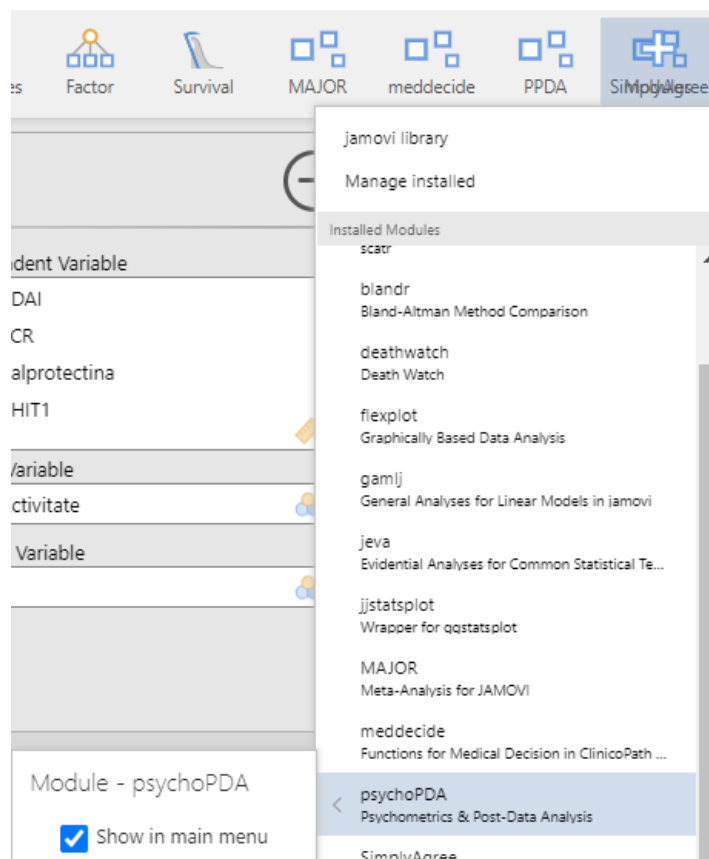 es
Factor
Survival
MAJOR
meddecide
PPDA
jamovi library
Manage installed
Installed Modules
scatr
blandr
Bland-Altman Method Comparison
deathwatch
Death Watch
flexplot
Graphically Based Data Analysis
gamlj
General Analyses for Linear Models in jamovi
jeva
Evidential Analyses for Common Statistical Te...
jjstatsplot
Wrapper for ggstatsplot
MAJOR
Meta-Analysis for JAMOVI
meddecide
Functions for Medical Decision in ClinicoPath ...
psychoPDA
Psychometrics & Post-Data Analysis
SimplyAgree
ndent Variable
DAI
CR
alprotectina
HIT1
Variable
ctivitate
Variable
Module - psychoPDA
Show in main menu